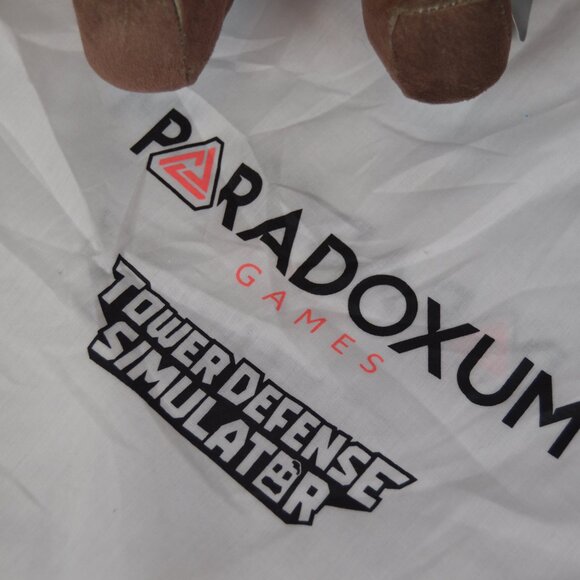 PARADOXUM
GAMES
TOWER DEFENSE
SIMULATOR